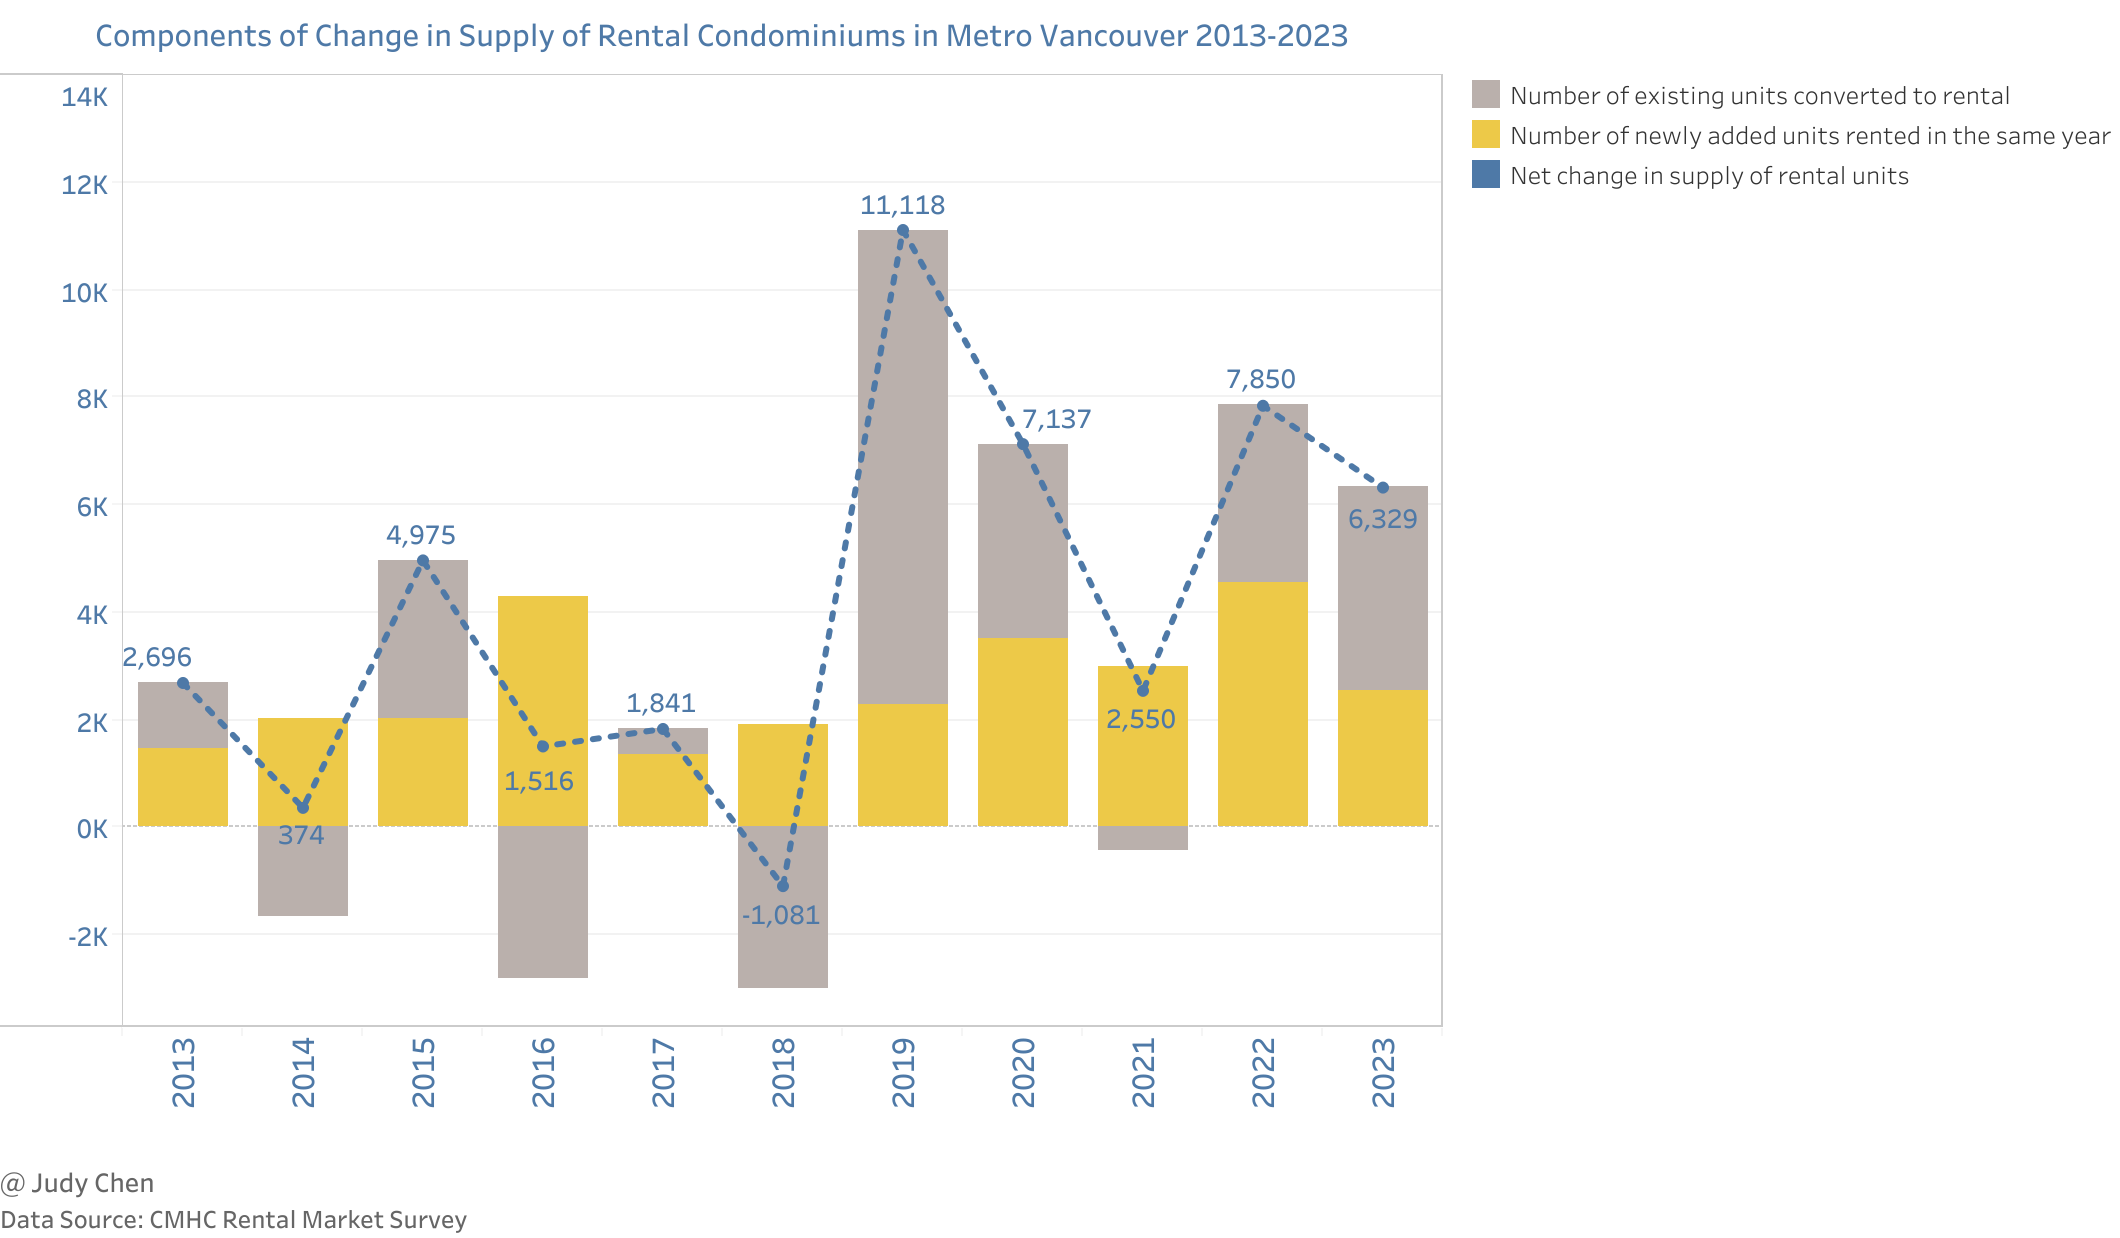 Components of Change in Supply of Rental Condominiums in Metro Vancouver 2013-2023
Number of existing units converted to rental
Number of newly added units rented in the same year
Net change in supply of rental units
14K
12K
10K
8K
6K
4K
2K
0K
-2K
2,696
374
4,975
1,516
1,841
-1,081
11,118
7,137
2,550
7,850
6,329
2013
2014
2015
2016
2017
2018
2019
2020
2021
2022
2023
@ Judy Chen
Data Source: CMHC Rental Market Survey